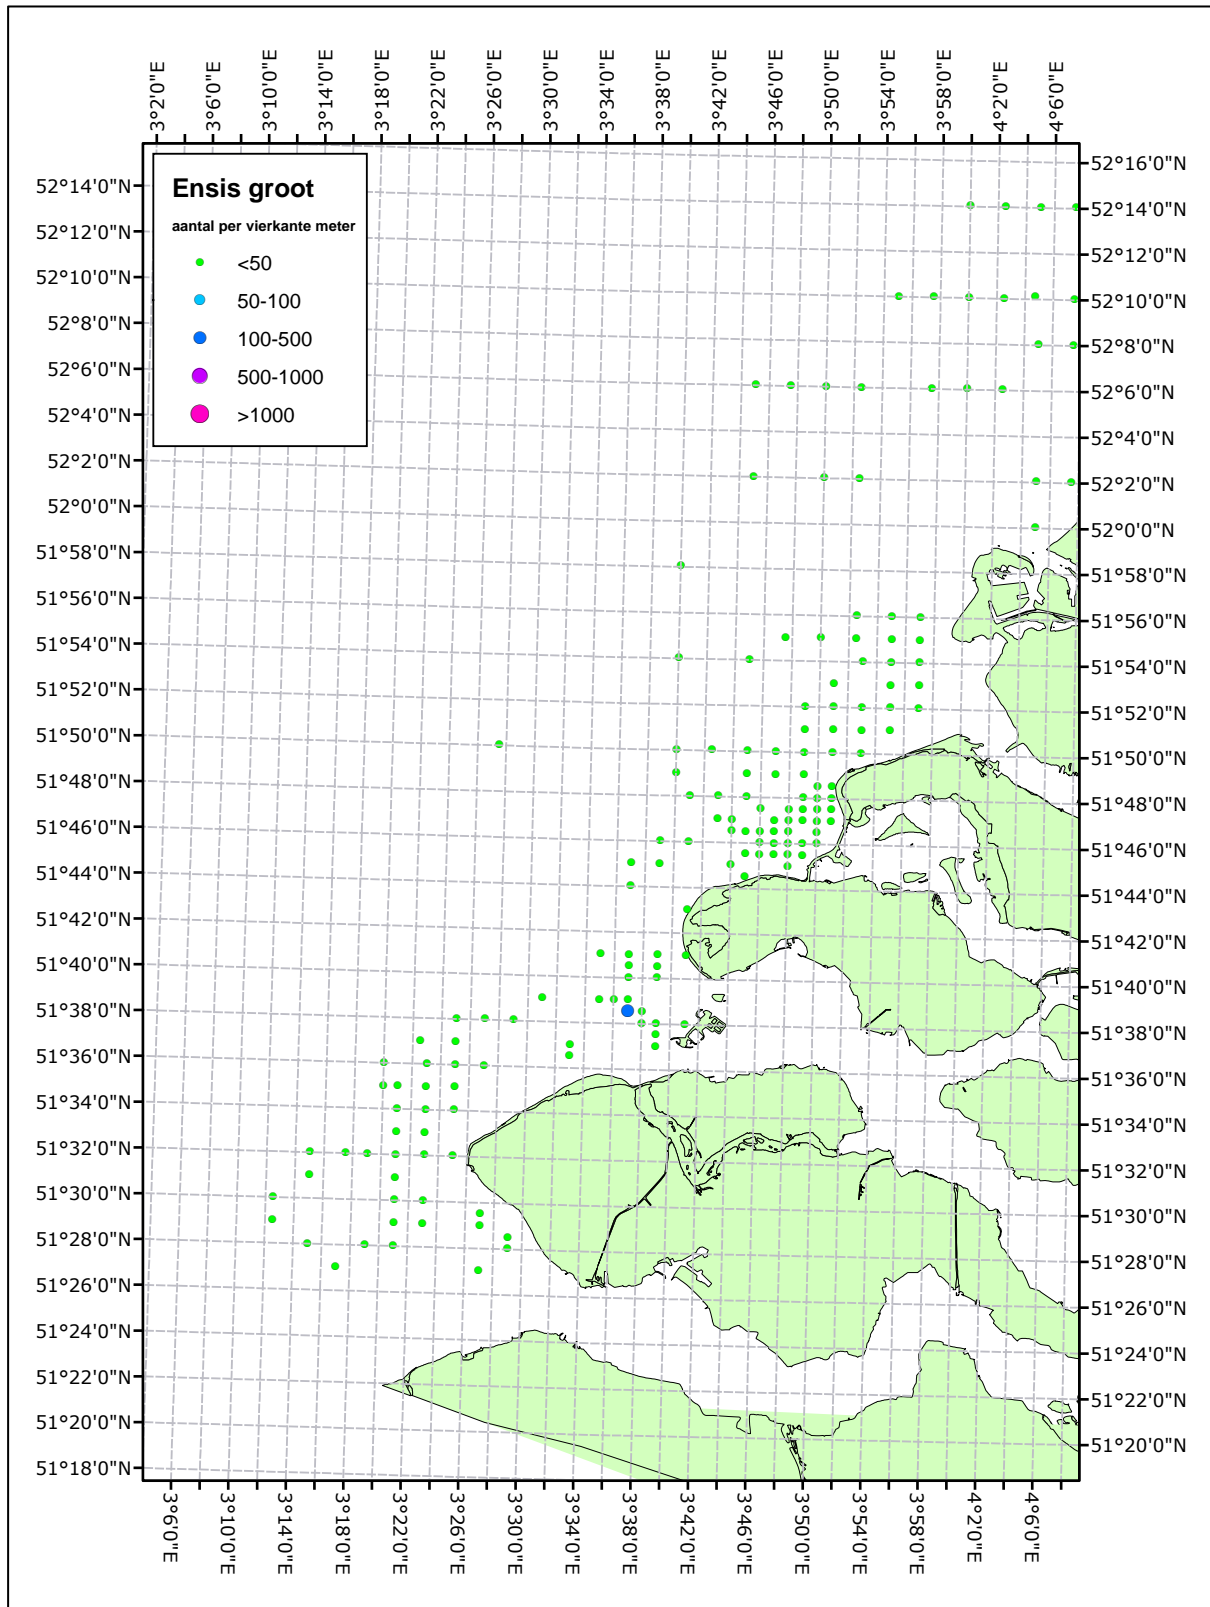 3°2'0"E 3°6'0"E 3°10'0"E 3°14'0"E 3°18'0"E 3°22'0"E 3°26'0"E 3°30'0"E 3°34'0"E 3°38'0"E 3°42'0"E 3°46'0"E 3°50'0"E 3°54'0"E 3°58'0"E 4°2'0"E 4°6'0"E
Ensis groot
aantal per vierkante meter
<50
50-100
100-500
500-1000
>1000
52°14'0"N
52°12'0"N
52°10'0"N
52°8'0"N
52°6'0"N
52°4'0"N
52°2'0"N
52°0'0"N
51°58'0"N
51°56'0"N
51°54'0"N
51°52'0"N
51°50'0"N
51°48'0"N
51°46'0"N
51°44'0"N
51°42'0"N
51°40'0"N
51°38'0"N
51°36'0"N
51°34'0"N
51°32'0"N
51°30'0"N
51°28'0"N
51°26'0"N
51°24'0"N
51°22'0"N
51°20'0"N
51°18'0"N
52°16'0"N
52°14'0"N
52°12'0"N
52°10'0"N
52°8'0"N
52°6'0"N
52°4'0"N
52°2'0"N
52°0'0"N
51°58'0"N
51°56'0"N
51°54'0"N
51°52'0"N
51°50'0"N
51°48'0"N
51°46'0"N
51°44'0"N
51°42'0"N
51°40'0"N
51°38'0"N
51°36'0"N
51°34'0"N
51°32'0"N
51°30'0"N
51°28'0"N
51°26'0"N
51°24'0"N
51°22'0"N
51°20'0"N
3°6'0"E 3°10'0"E 3°14'0"E 3°18'0"E 3°22'0"E 3°26'0"E 3°30'0"E 3°34'0"E 3°38'0"E 3°42'0"E 3°46'0"E 3°50'0"E 3°54'0"E 3°58'0"E 4°2'0"E 4°6'0"E